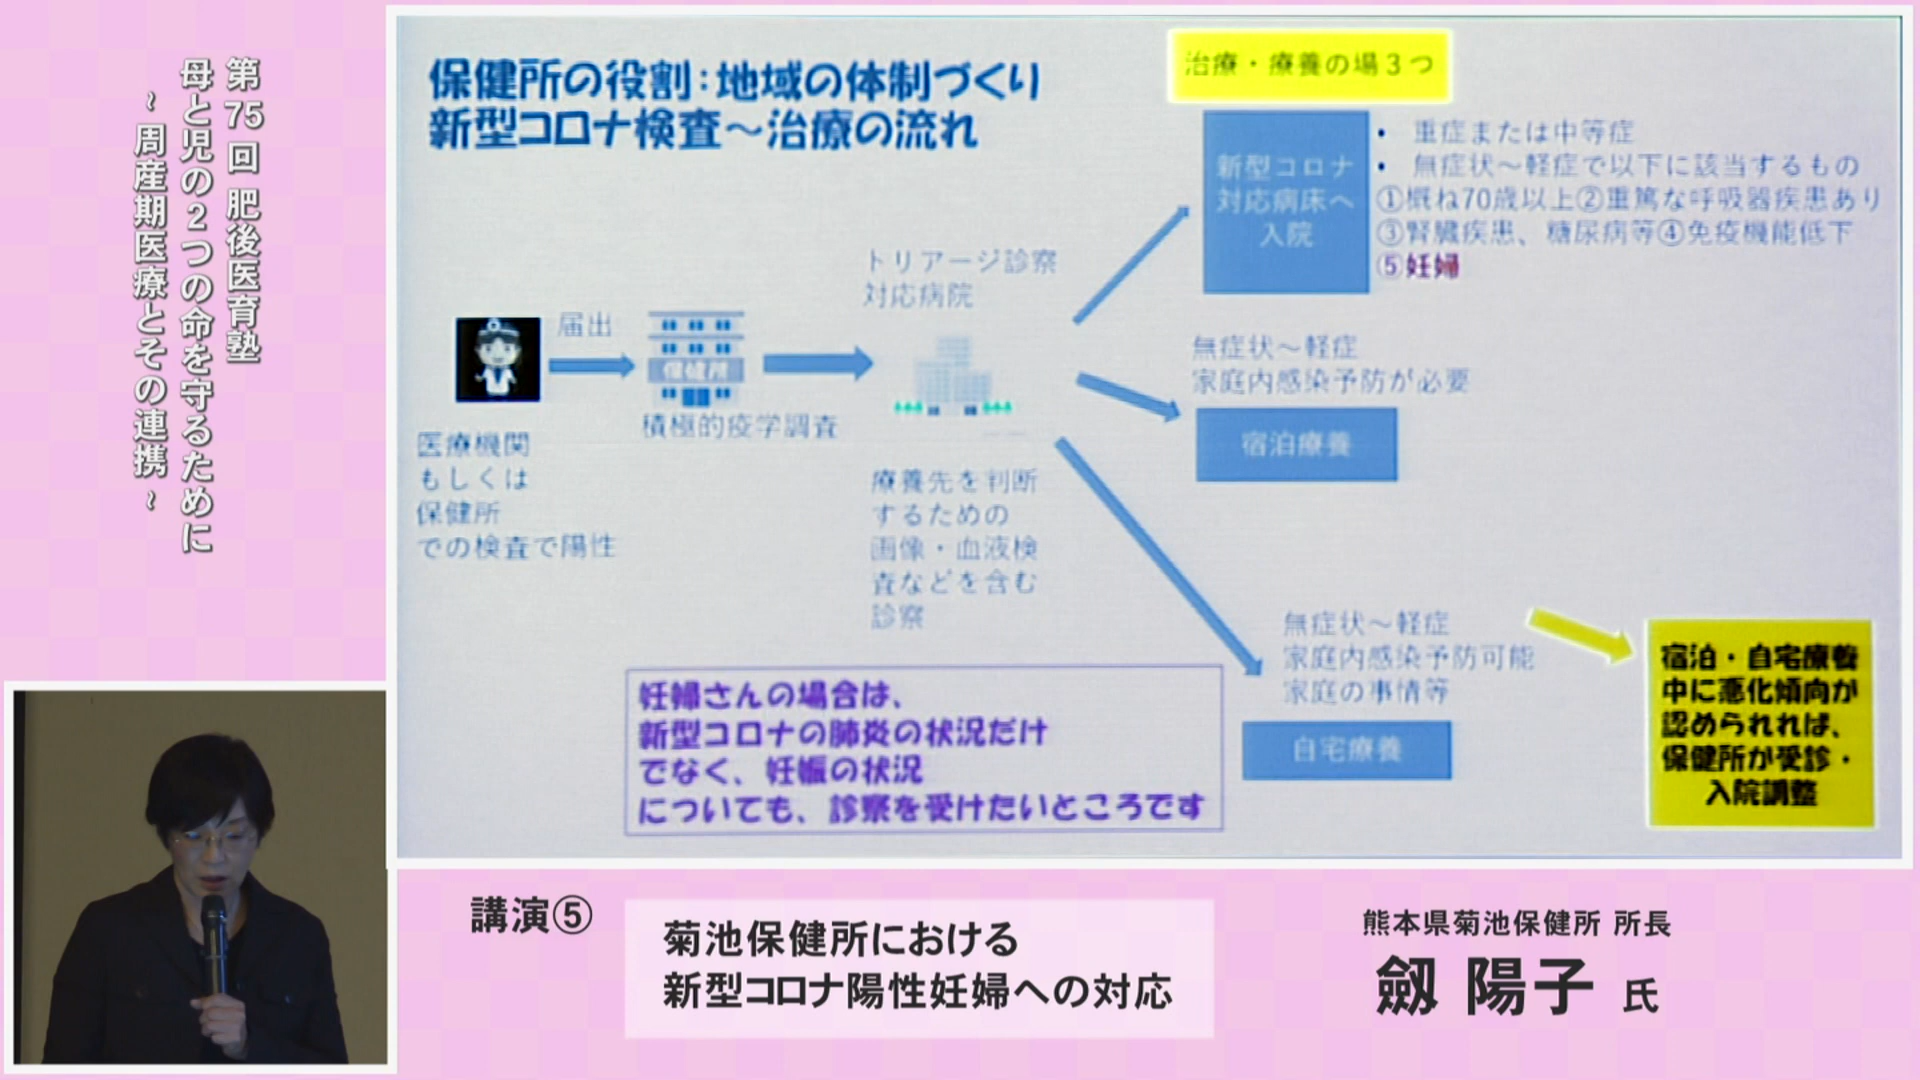 第75回 肥後医育塾
母と児の2つの命を守るために
~ 周産期医療とその連携 ~
保健所の役割：地域の体制づくり
新型コロナ検査～治療の流れ
治療・療養の場３つ
新型コロナ
対応病床へ
入院
• 重症または中等症
• 無症状～軽症で以下に該当するもの
①概ね70歳以上②重篤な呼吸器疾患あり
③腎臓疾患、糖尿病等④免疫機能低下
⑤妊婦
トリアージ診察
対応病院
届出
保健所
積極的疫学調査
医療機関
もしくは
保健所
での検査で陽性
療養先を判断
するための
画像・血液検
査などを含む
診察
無症状～軽症
家庭内感染予防が必要
宿泊療養
無症状～軽症
家庭内感染予防可能
家庭の事情等
自宅療養
宿泊・自宅療養
中に悪化傾向が
認められれば、
保健所が受診・
入院調整
妊婦さんの場合は、
新型コロナの肺炎の状況だけ
でなく、妊娠の状況
についても、診察を受けたいところです
講演⑤
菊池保健所における
新型コロナ陽性妊婦への対応
熊本県菊池保健所 所長
劔 陽子 氏